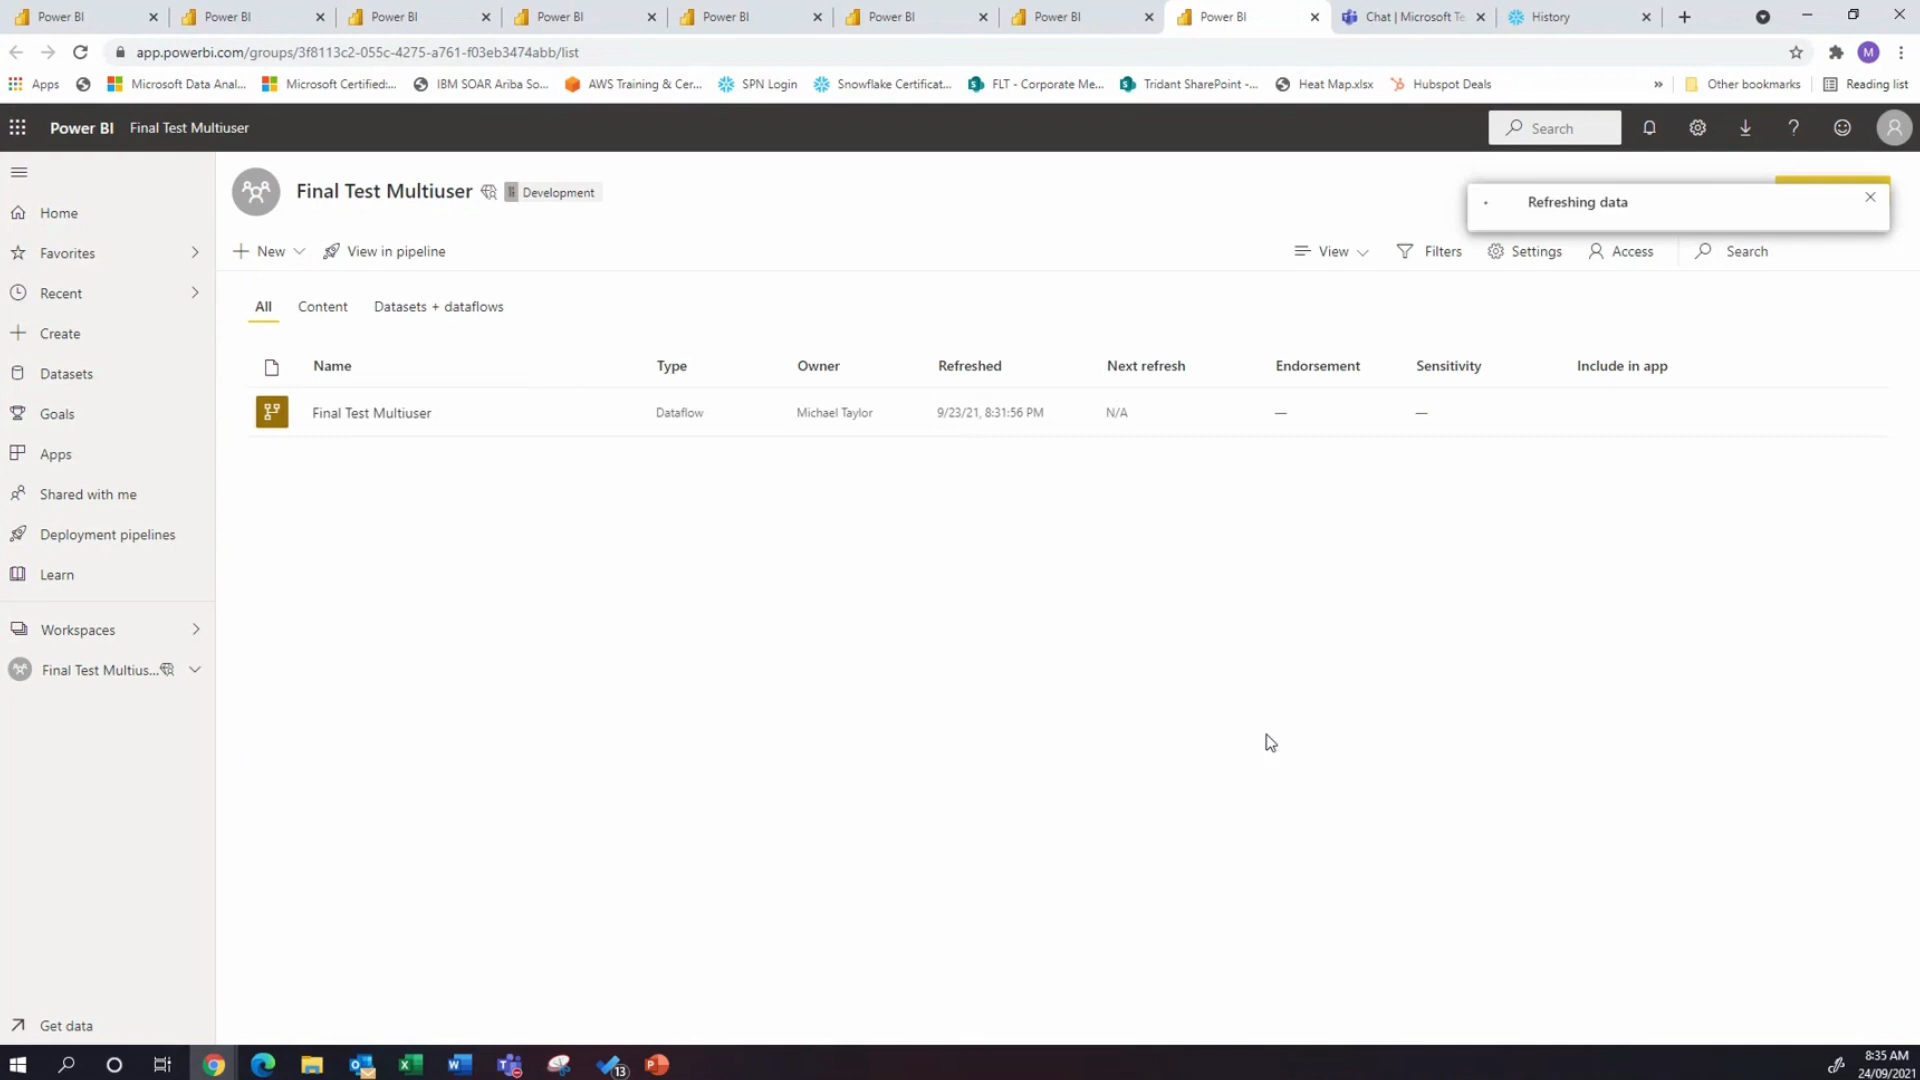 Power BI Power BI Power BI Power BI Power BI Power BI Power BI Power BI Chat | Microsoft Te History
app.powerbi.com/groups/3f8113c2-055c-4275-a761-f03eb3474abb/list M
Apps Microsoft Data Anal... Microsoft Certified:... IBM SOAR Ariba So... AWS Training & Cer... SPN Login Snowflake Certificat... FLT - Corporate Me... Tridant SharePoint -... Heat Map.xlsx Hubspot Deals » Other bookmarks Reading list
Power BI Final Test Multiuser Search
Final Test Multiuser Development
Refreshing data
Home
New View in pipeline View Filters Settings Access Search
Favorites
Recent
All Content Datasets + dataflows
Create
Name Type Owner Refreshed Next refresh Endorsement Sensitivity Include in app
Datasets
Final Test Multiuser Dataflow Michael Taylor 9/23/21, 8:31:56 PM N/A — —
Goals
Apps
Shared with me
Deployment pipelines
Learn
Workspaces
Final Test Multius...
Get data
13
8:35 AM
24/09/2021